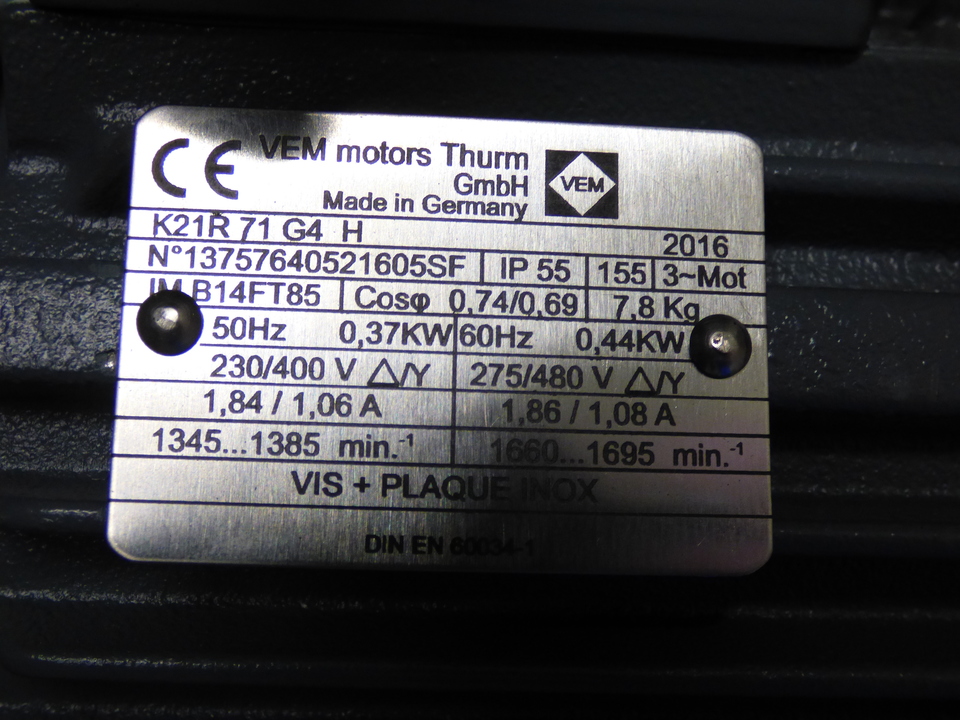 CE VEM motors Thurm
GmbH VEM
Made in Germany
K21R 71 G4 H 2016
N°13757640521605SF IP 55 155 3~Mot
IM B14FT85 Cosφ 0,74/0,69 7,8 Kg
50Hz 0,37KW 60Hz 0,44KW
230/400 V △/Y 275/480 V △/Y
1,84 / 1,06 A 1,86 / 1,08 A
1345...1385 min.⁻¹ 1660...1695 min.⁻¹
VIS + PLAQUE INOX
DIN EN 60034-1